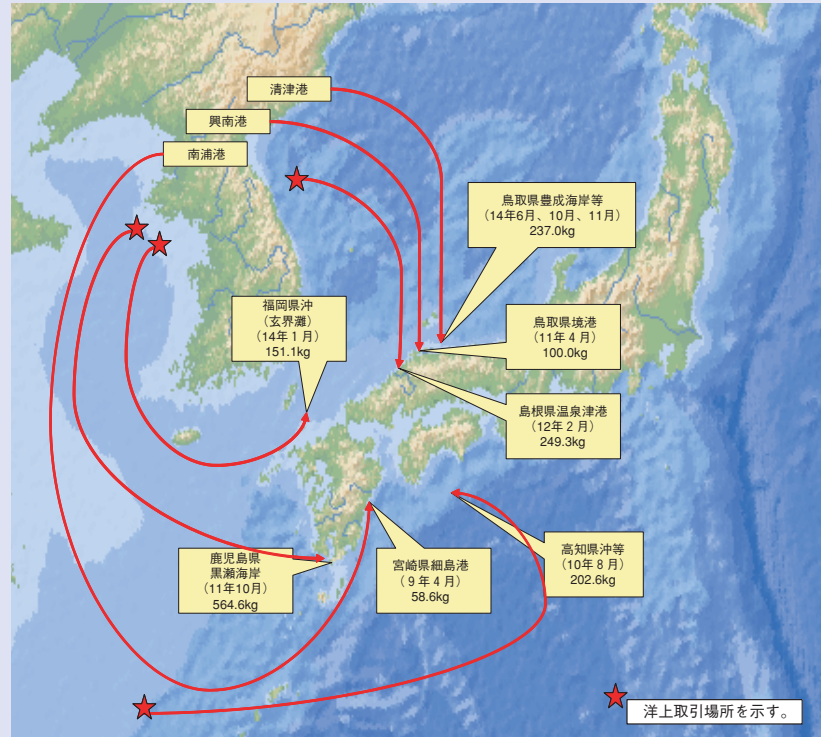 清津港
興南港
南浦港
鳥取県豊成海岸等
（14年6月、10月、11月）
237.0kg
福岡県沖
（玄界灘）
（14年１月）
151.1kg
鳥取県境港
（11年４月）
100.0kg
島根県温泉津港
（12年２月）
249.3kg
鹿児島県
黒瀬海岸
（11年10月）
564.6kg
宮崎県細島港
（９年４月）
58.6kg
高知県沖等
（10年８月）
202.6kg
洋上取引場所を示す。